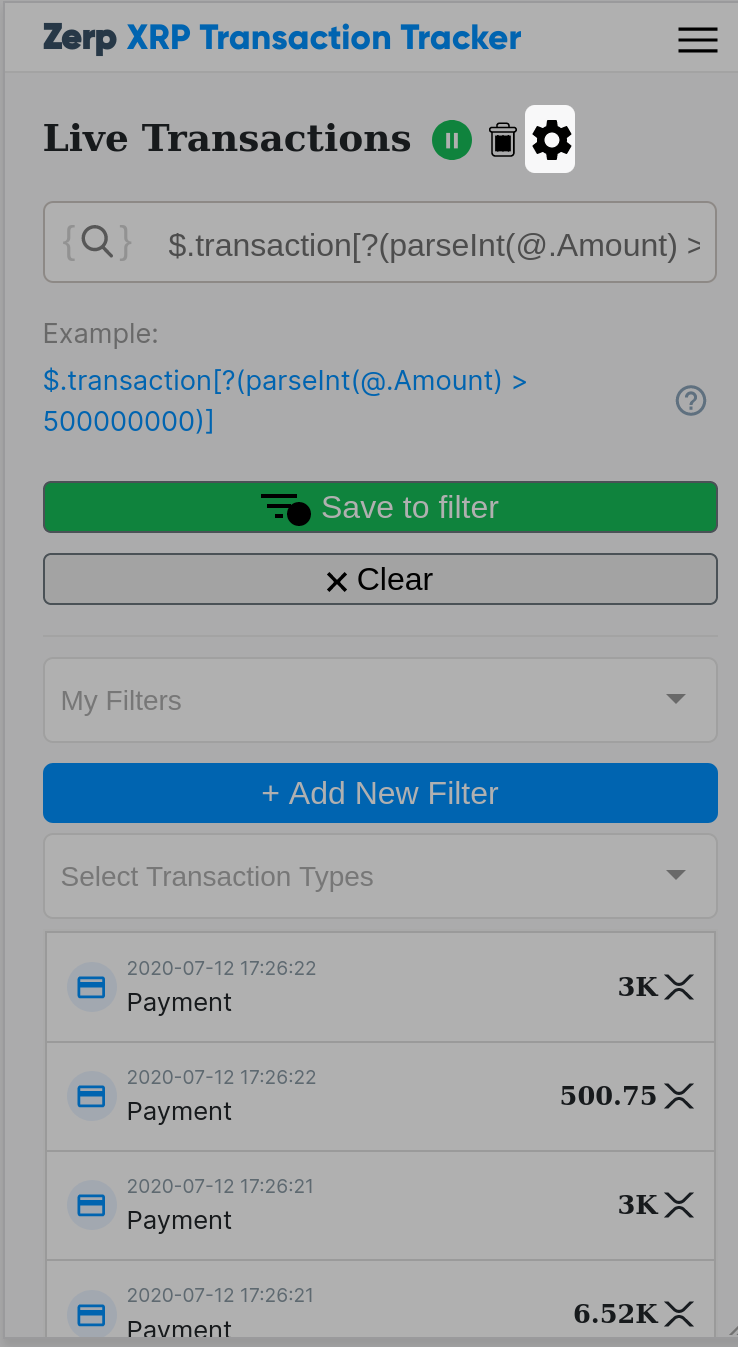 Zerp XRP Transaction Tracker
Live Transactions
{ } $.transaction[?(parseInt(@.Amount) >
Example:
$.transaction[?(parseInt(@.Amount) >
500000000)]
?
Save to filter
× Clear
My Filters
+ Add New Filter
Select Transaction Types
2020-07-12 17:26:22
Payment
3K
2020-07-12 17:26:22
Payment
500.75
2020-07-12 17:26:21
Payment
3K
2020-07-12 17:26:21
Payment
6.52K